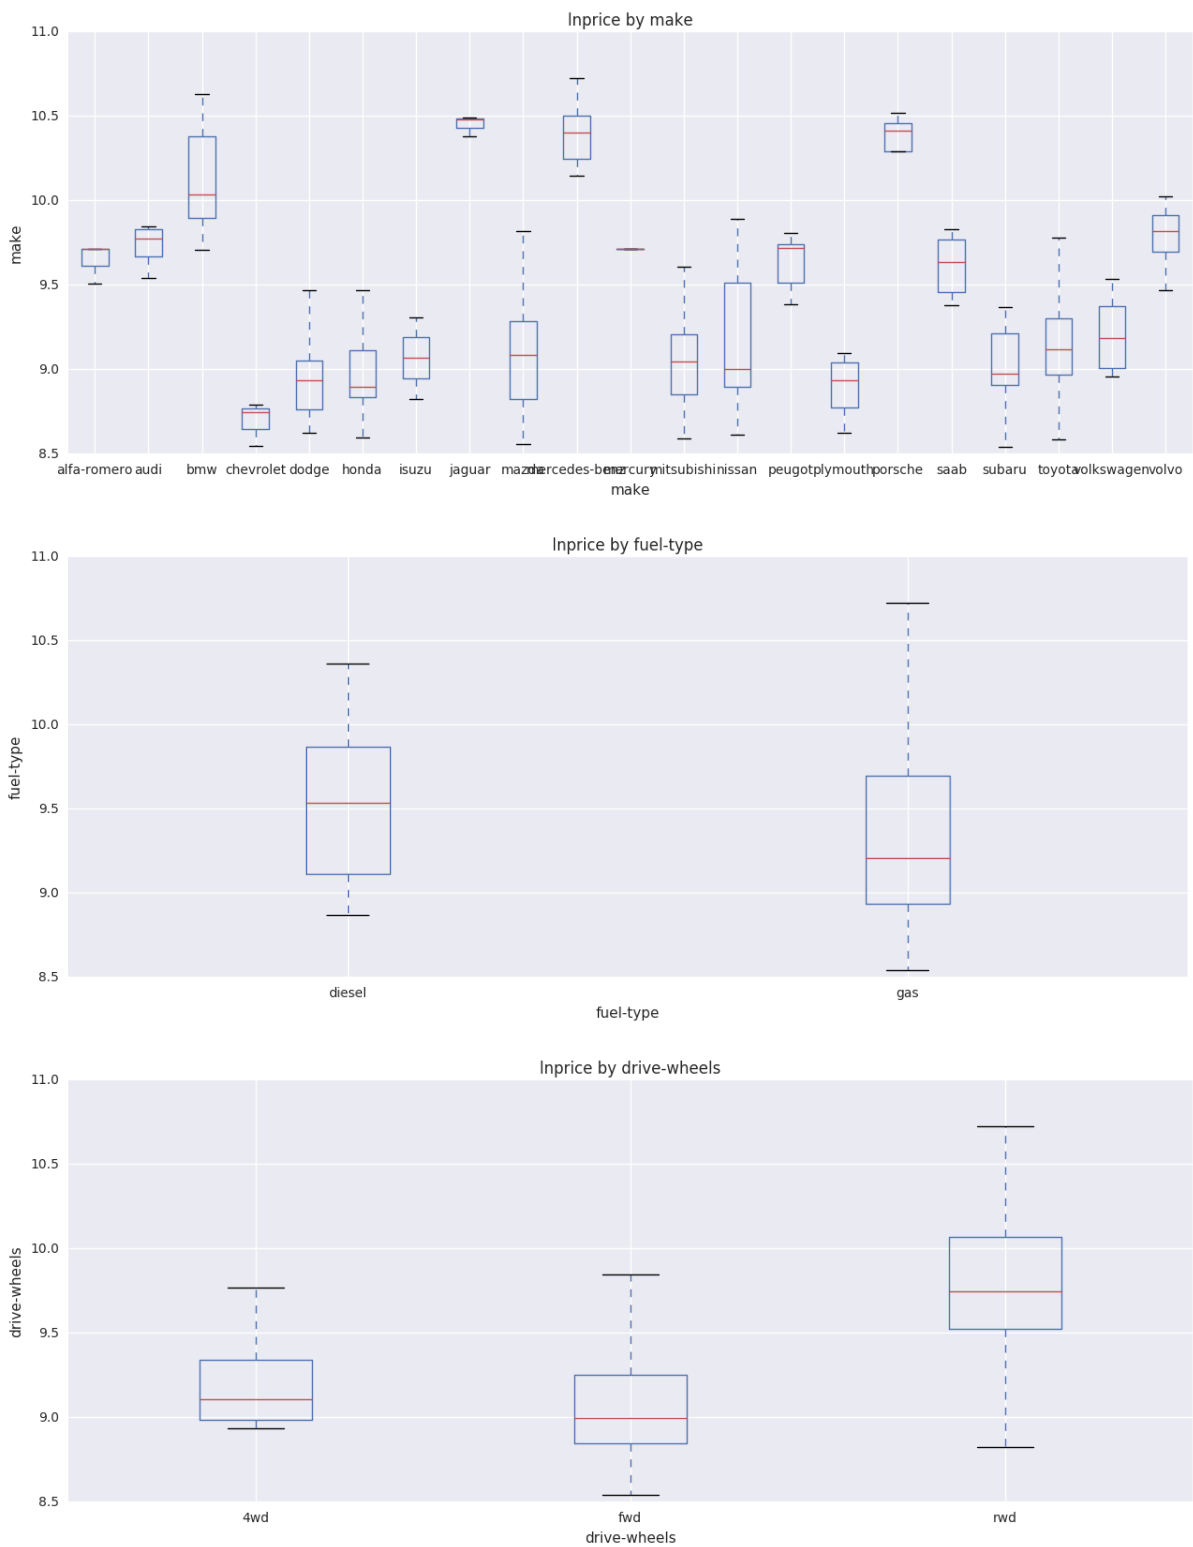 lnprice by make
11.0
10.5
10.0
9.5
9.0
8.5
make
alfa-romero audi bmw chevrolet dodge honda isuzu jaguar mazda mercedes-benz mercury mitsubishi nissan peugot plymouth porsche saab subaru toyota volkswagen volvo
make
lnprice by fuel-type
11.0
10.5
10.0
9.5
9.0
8.5
fuel-type
diesel gas
fuel-type
lnprice by drive-wheels
11.0
10.5
10.0
9.5
9.0
8.5
drive-wheels
4wd fwd rwd
drive-wheels